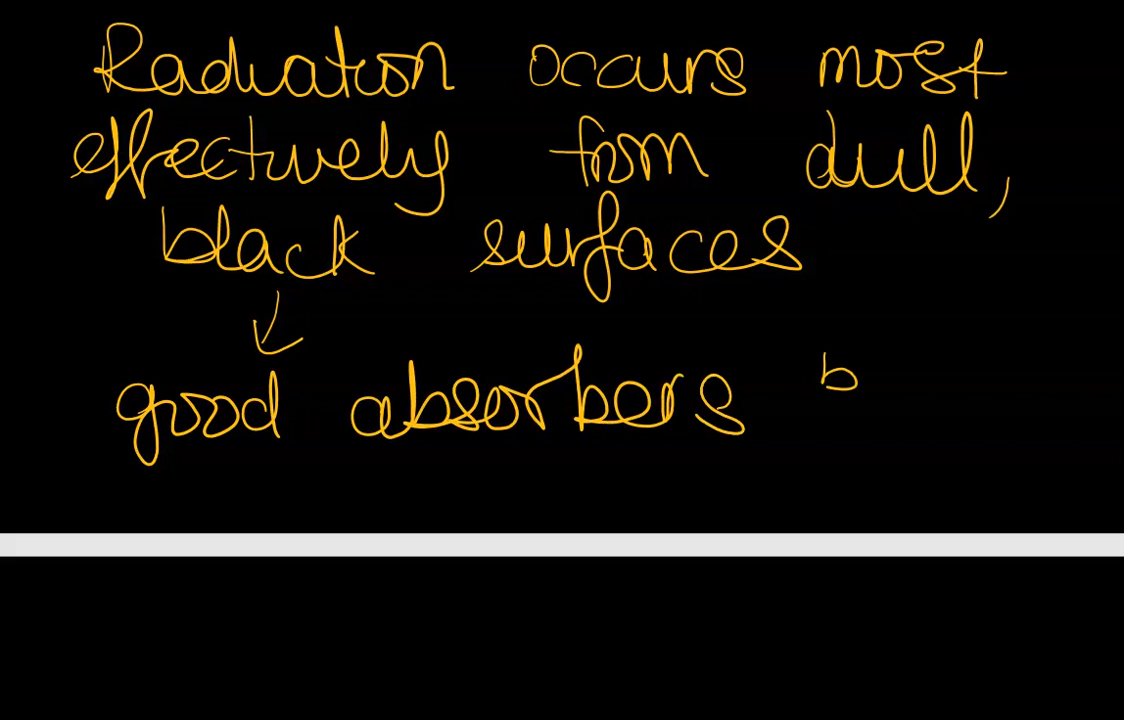 Radiation occurs most
effectively from dull,
black surfaces
↓
good absorbers b